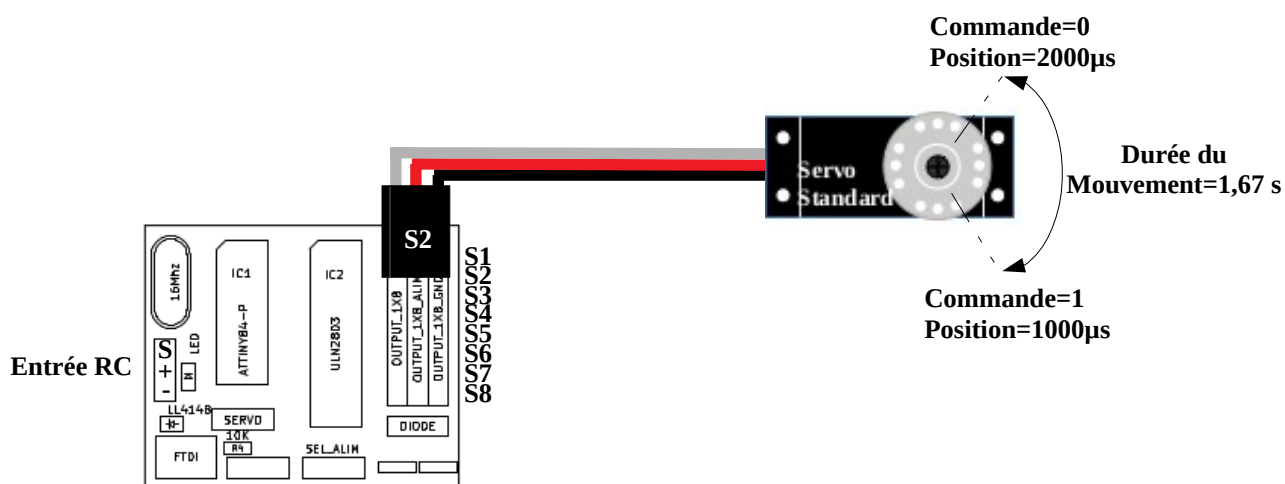 Commande=0
Position=2000µs
Durée du
Mouvement=1,67 s
Servo
Standard
Commande=1
Position=1000µs
S2
S1
S2
S3
S4
S5
S6
S7
S8
16Mhz
IC1
ATTINY84-P
IC2
ULN2803
OUTPUT_1X8
OUTPUT_1X8_ALIM
OUTPUT_1X8_GND
Entrée RC
S
+
-
LED
LL4148
SERVO
10K
R4
FTDI
SEL_ALIM
DIODE